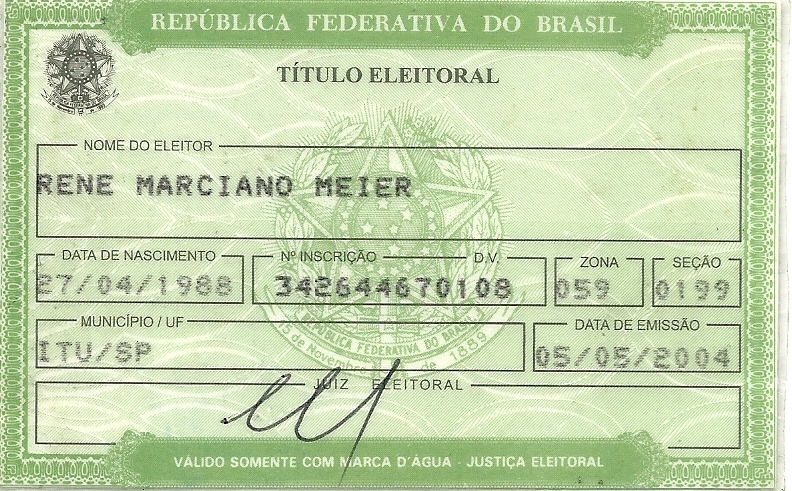 REPÚBLICA FEDERATIVA DO BRASIL
TÍTULO ELEITORAL
NOME DO ELEITOR
RENE MARCIANO MEIER
DATA DE NASCIMENTO Nº INSCRIÇÃO D.V. ZONA SEÇÃO
27/04/1988 342644670108 059 0199
MUNICÍPIO / UF DATA DE EMISSÃO
ITU/SP 05/05/2004
15 de Novembro de 1889
REPÚBLICA FEDERATIVA DO BRASIL
JUIZ ELEITORAL
VÁLIDO SOMENTE COM MARCA D'ÁGUA - JUSTIÇA ELEITORAL